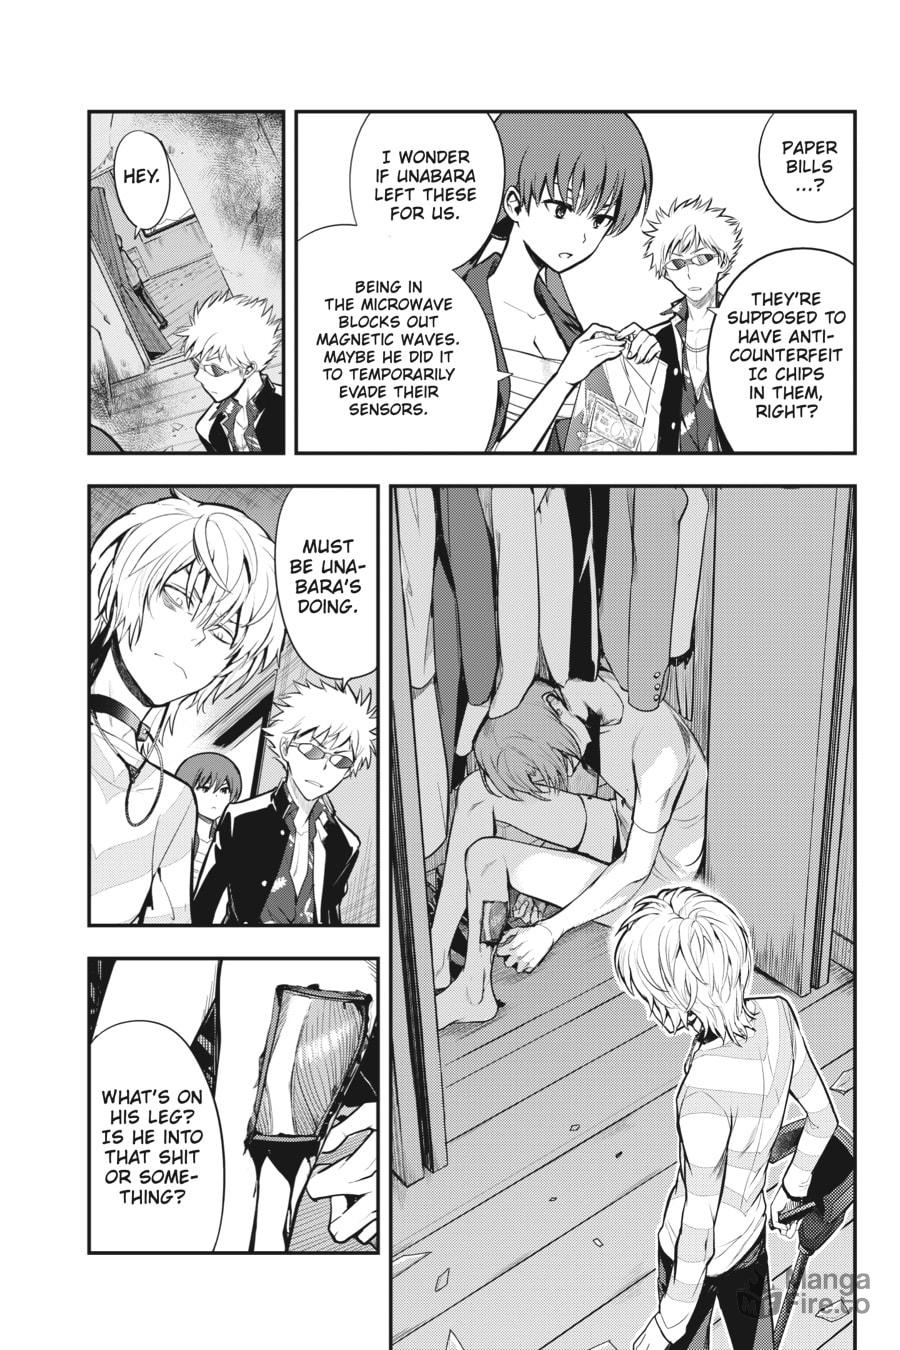 PAPER
BILLS
...?
THEY'RE
SUPPOSED TO
HAVE ANTI-
COUNTERFEIT
IC CHIPS
IN THEM,
RIGHT?
I WONDER
IF UNABARA
LEFT THESE
FOR US.
BEING IN
THE MICROWAVE
BLOCKS OUT
MAGNETIC WAVES.
MAYBE HE DID IT
TO TEMPORARILY
EVADE THEIR
SENSORS.
HEY.
MUST
BE UNA-
BARA'S
DOING.
WHAT'S ON
HIS LEG?
IS HE INTO
THAT SHIT
OR SOME-
THING?
Manga
Fire.to